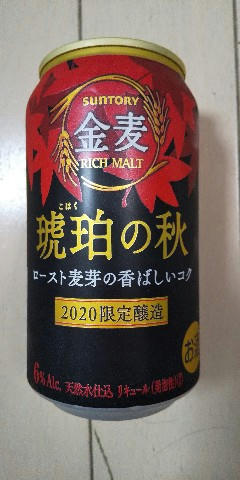 SUNTORY
金麦
RICH MALT
こはく
琥珀の秋
ロースト麦芽の香ばしいコク
2020限定醸造
お酒
6%Alc. 天然水仕込 リキュール(発泡性)①